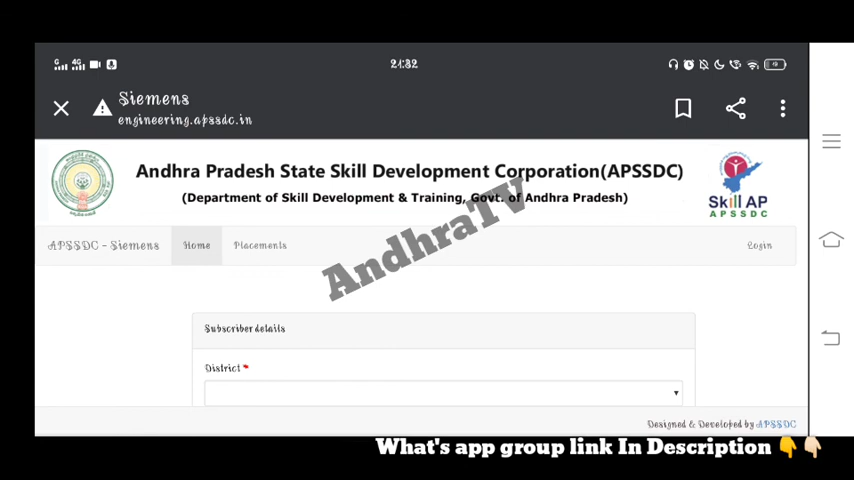 G 4G 21:32
Siemens
engineering.apssdc.in
Andhra Pradesh State Skill Development Corporation(APSSDC)
(Department of Skill Development & Training, Govt. of Andhra Pradesh)
Skill AP
APSSDC
APSSDC - Siemens Home Placements Login
AndhraTV
Subscriber details
District *
Designed & Developed by APSSDC
What's app group link In Description 👇👇🏻